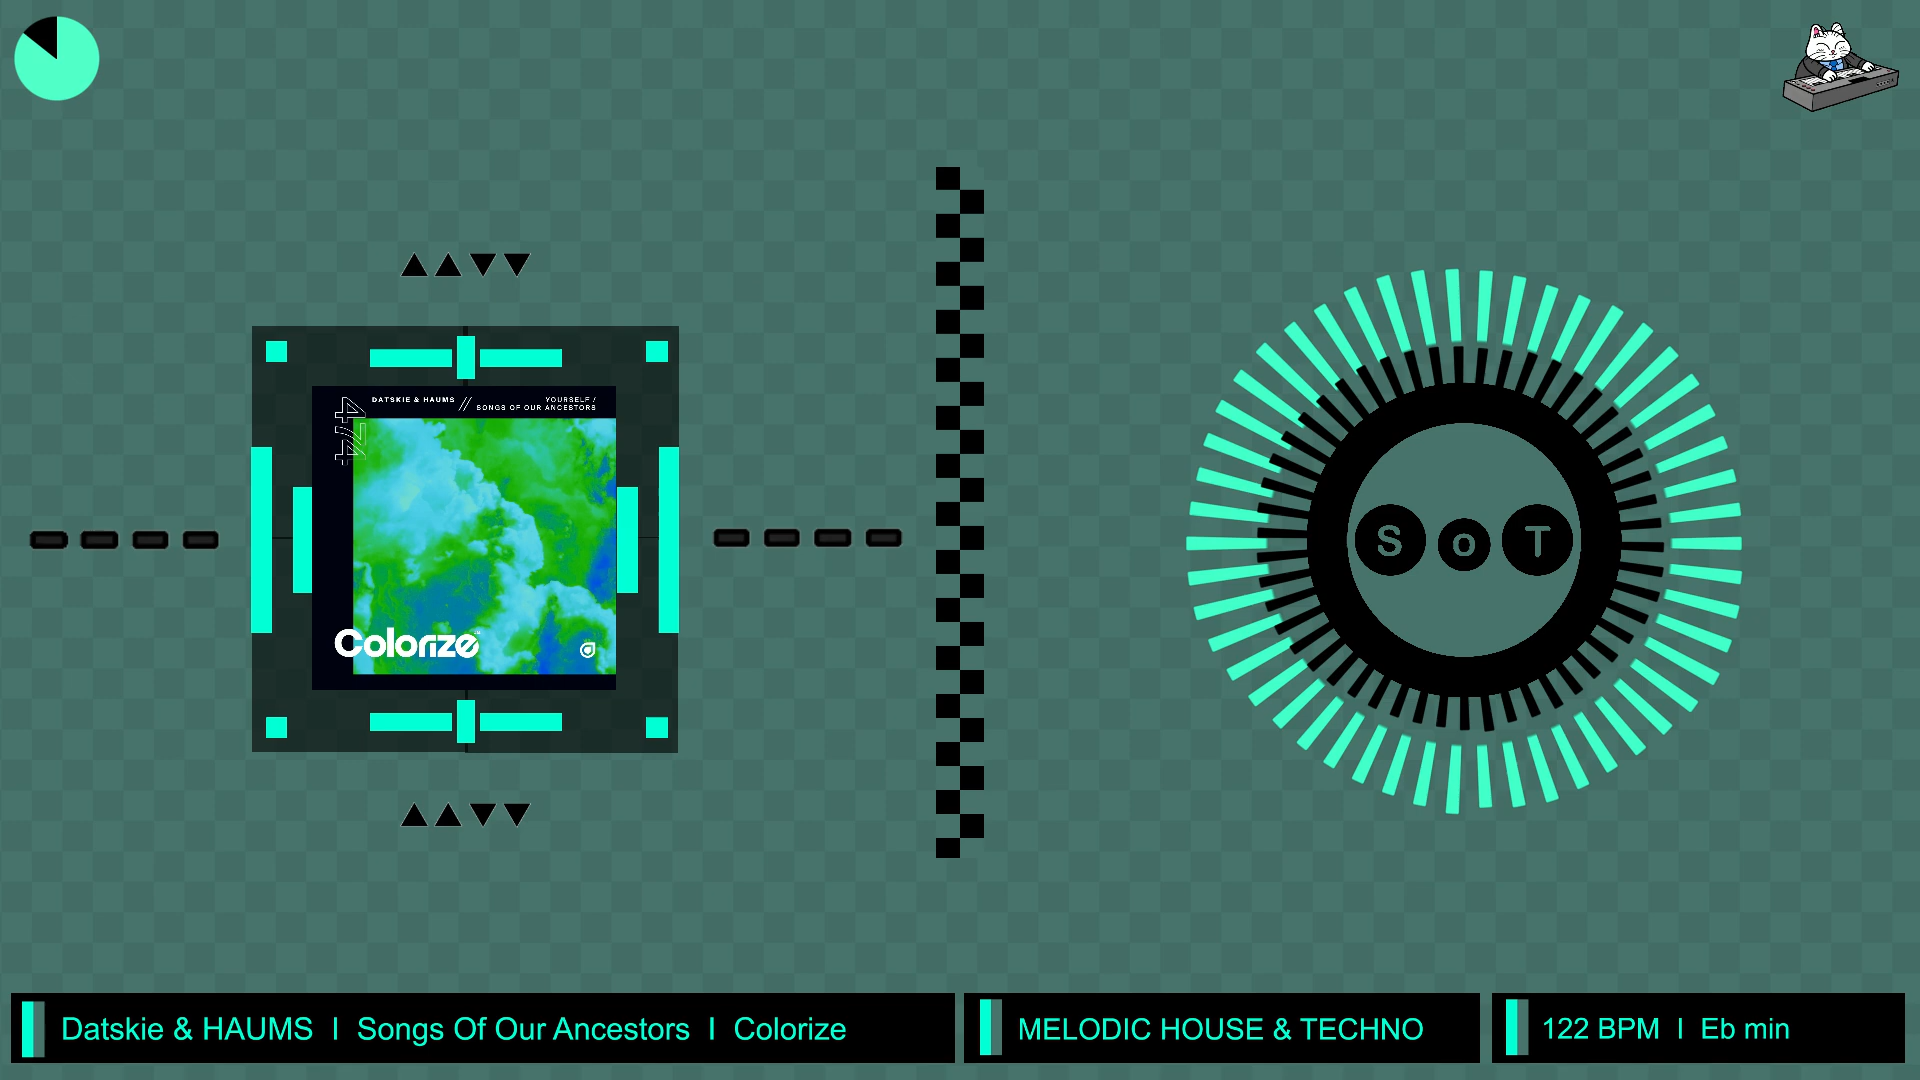 474
DATSKIE & HAUMS // YOURSELF /
SONGS OF OUR ANCESTORS
Colorize
S o T
Datskie & HAUMS I Songs Of Our Ancestors I Colorize
MELODIC HOUSE & TECHNO
122 BPM I Eb min